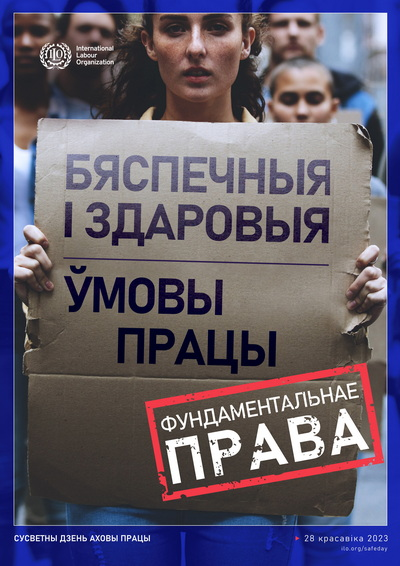 International
Labour
Organization
БЯСПЕЧНЫЯ
І ЗДАРОВЫЯ
ЎМОВЫ
ПРАЦЫ
ФУНДАМЕНТАЛЬНАЕ
ПРАВА
СУСВЕТНЫ ДЗЕНЬ АХОВЫ ПРАЦЫ
28 красавіка 2023
ilo.org/safeday